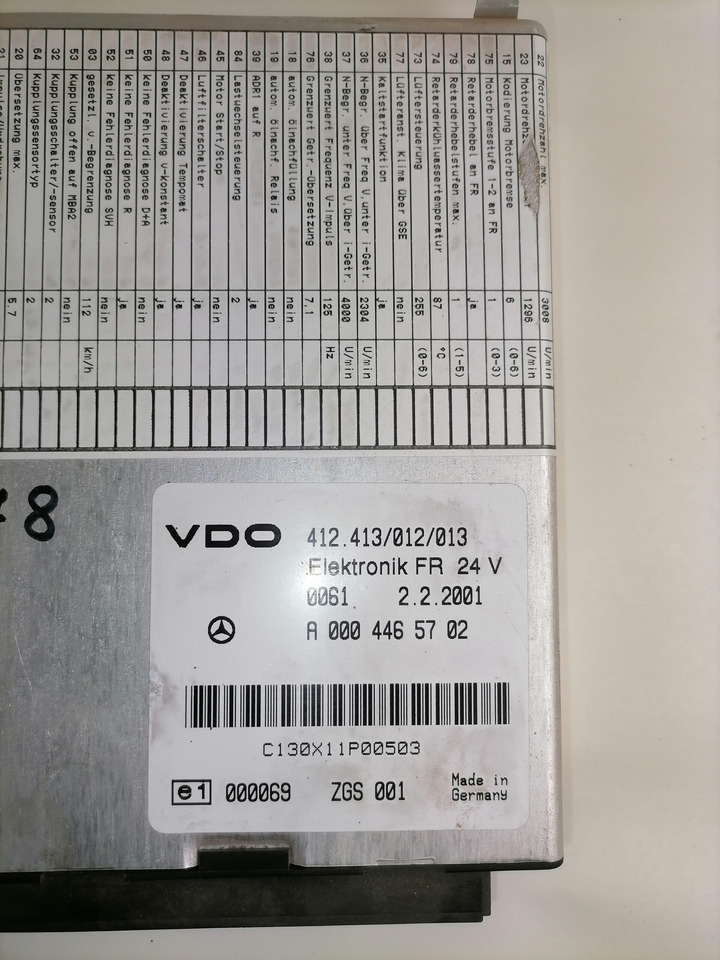 22 Motordrehzahl max. 3008 U/min
23 Motordrehz. 1296 U/min
15 Kodierung Motorbremse 6 (0-6)
75 Motorbremsstufe 1-2 an FR 1 (0-3)
78 Retarderhebel an FR ja
79 Retarderhebelstufen max. 1 (1-5)
74 Retarderkühlwassertemperatur 87 °C
73 Lüftersteuerung 255 (0-6)
77 Lüfteranst. Klima über GSE nein
35 Kaltstartfunktion ja
36 N-Begr. über Freq V.unter i-Getr. 2304 U/min
37 N-Begr. unter Freq V.über i-Getr. 4000 U/min
38 Grenzwert Frequenz V-Impuls 125 Hz
76 Grenzwert Getr.-Übersetzung 7,1
18 autom. Ölnachfüllung nein
19 autom. Ölnachf. Relais nein
39 ADR1 auf R ja
84 Lastwechselsteuerung 2
45 Motor Start/Stop nein
46 Luftfilterschalter ja
47 Deaktivierung Tempomat ja
48 Deaktivierung V-konstant ja
50 keine Fehlerdiagnose D+A nein
51 keine Fehlerdiagnose R ja
52 keine Fehlerdiagnose SVH nein
03 gesetzl. v.-Begrenzung 112 km/h
53 Kupplung offen auf MBA2 nein
32 Kupplungsschalter/-sensor 2
64 Kupplungssensortyp 2
20 Übersetzung max. 5,7
21
8
VDO 412.413/012/013
Elektronik FR 24 V
0061 2.2.2001
A 000 446 57 02
C130X11P00503
e1 000069 ZGS 001 Made in
Germany